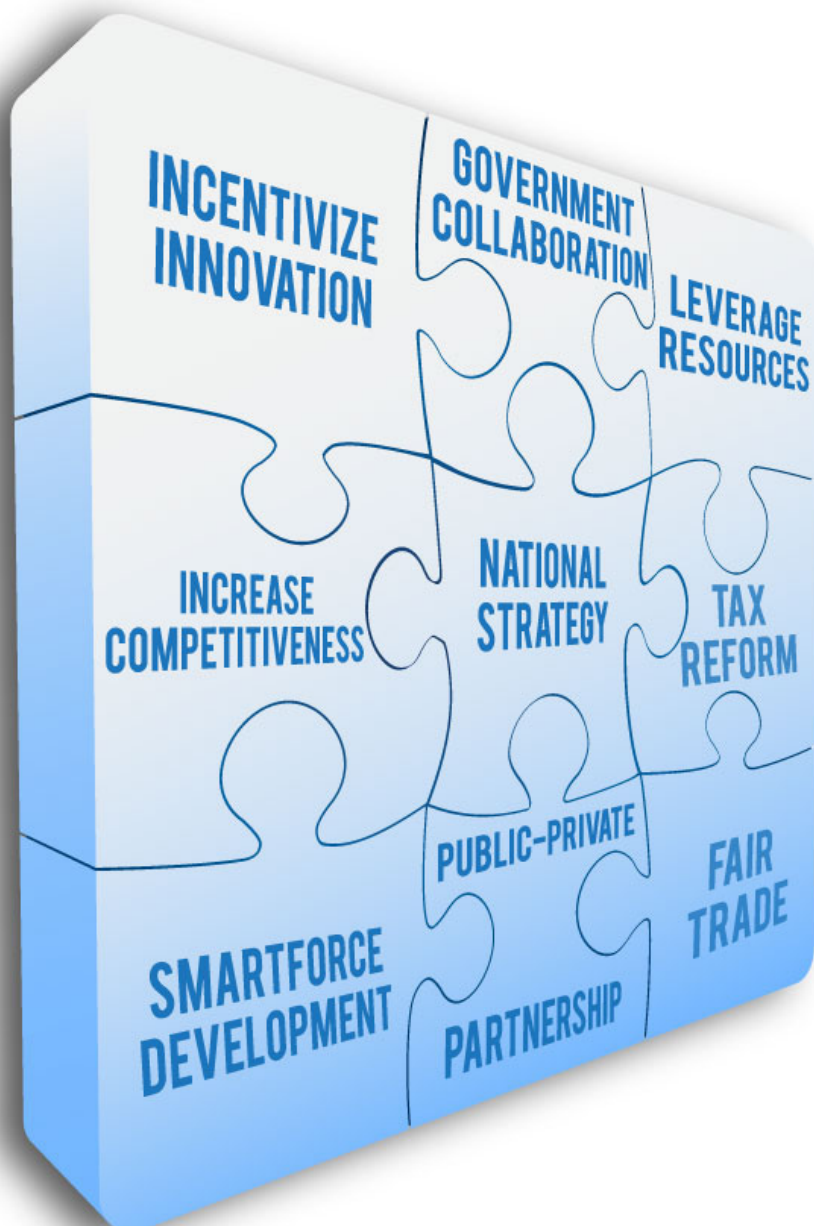 INCENTIVIZE
INNOVATION
GOVERNMENT
COLLABORATION
LEVERAGE
RESOURCES
INCREASE
COMPETITIVENESS
NATIONAL
STRATEGY
TAX
REFORM
SMARTFORCE
DEVELOPMENT
PUBLIC-PRIVATE
PARTNERSHIP
FAIR
TRADE